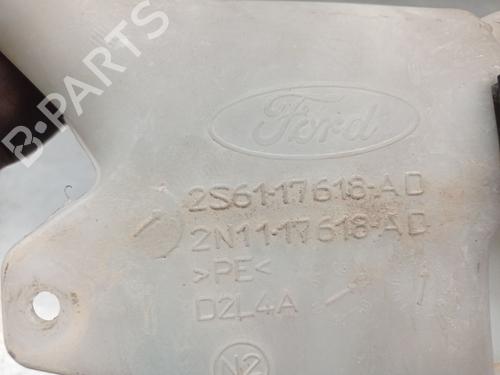 B-PARTS
Ford
2S61-17618-AD
2N11-17618-AD
>PE<
D2L4A
N2